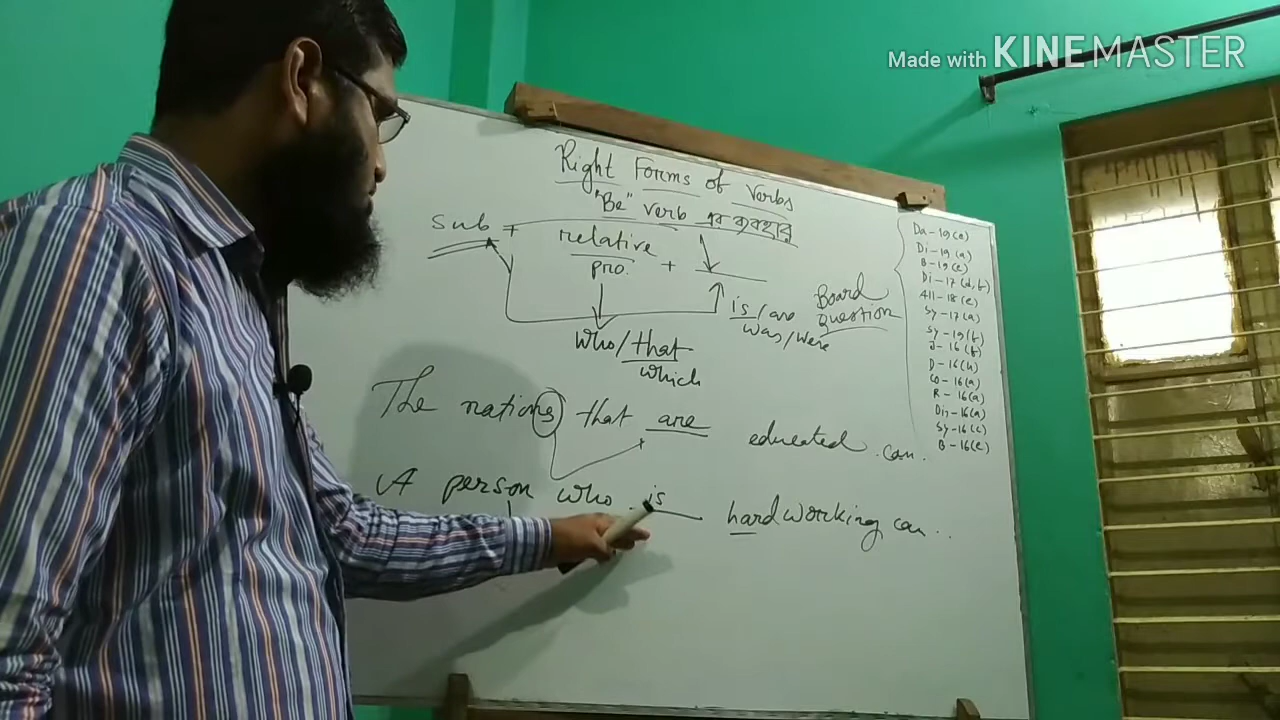 Made with KINEMASTER
Right Forms of Verbs
"Be" verb এর ব্যবহার
Sub + relative pro. +
is/are
was/were
Board Question
who/that
which
The nations that are educated can.
A person who is hardworking can..
Da-19(e)
Di-19(a)
B-19(e)
Di-17(d,f)
All-18(e)
Sy-17(a)
Sy-19(b)
J-16(f)
D-16(h)
Co-16(a)
R-16(a)
Din-16(a)
Sy-16(c)
B-16(e)